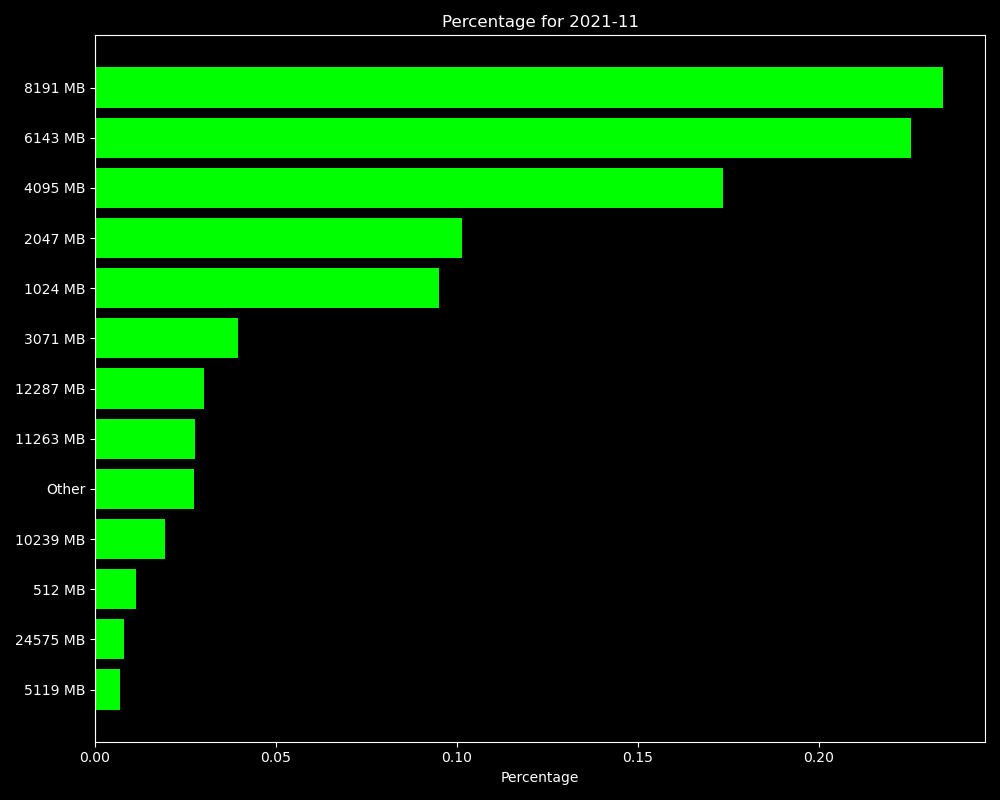 Percentage for 2021-11
8191 MB
6143 MB
4095 MB
2047 MB
1024 MB
3071 MB
12287 MB
11263 MB
Other
10239 MB
512 MB
24575 MB
5119 MB
0.00 0.05 0.10 0.15 0.20
Percentage